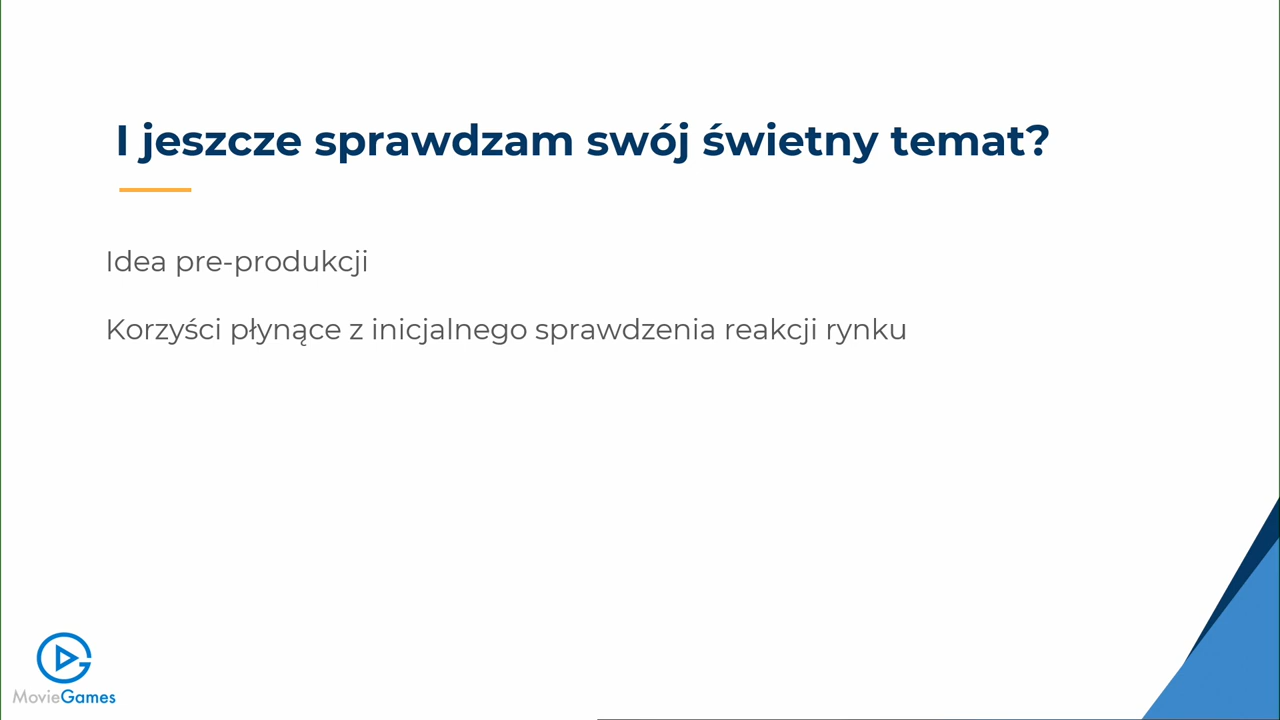 I jeszcze sprawdzam swój świetny temat?
Idea pre-produkcji
Korzyści płynące z inicjalnego sprawdzenia reakcji rynku
MovieGames